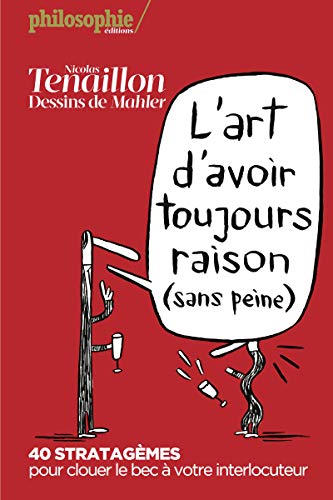 philosophie
éditions
Nicolas
Tenaillon
Dessins de Mahler
L'art
d'avoir
toujours
raison
(sans peine)
40 STRATAGÈMES
pour clouer le bec à votre interlocuteur